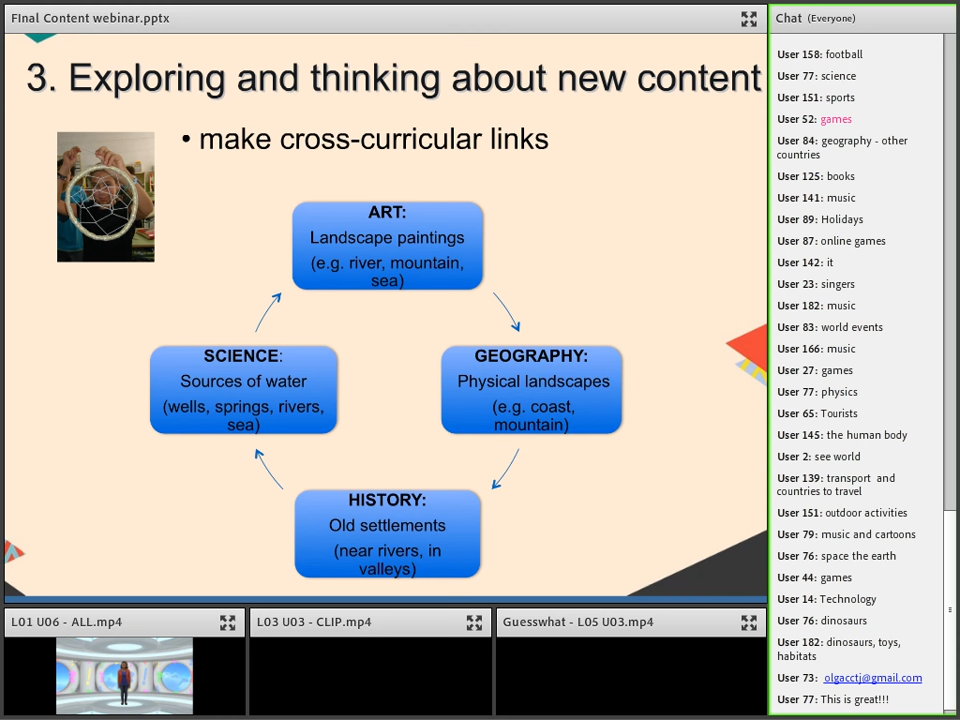 FInal Content webinar.pptx
3. Exploring and thinking about new content
• make cross-curricular links
ART:
Landscape paintings
(e.g. river, mountain,
sea)
SCIENCE:
Sources of water
(wells, springs, rivers,
sea)
GEOGRAPHY:
Physical landscapes
(e.g. coast,
mountain)
HISTORY:
Old settlements
(near rivers, in
valleys)
L01 U06 - ALL.mp4
L03 U03 - CLIP.mp4
Guesswhat - L05 U03.mp4
Chat (Everyone)
User 158: football
User 77: science
User 151: sports
User 52: games
User 84: geography - other
countries
User 125: books
User 141: music
User 89: Holidays
User 87: online games
User 142: it
User 23: singers
User 182: music
User 83: world events
User 166: music
User 27: games
User 77: physics
User 65: Tourists
User 145: the human body
User 2: see world
User 139: transport and
countries to travel
User 151: outdoor activities
User 79: music and cartoons
User 76: space the earth
User 44: games
User 14: Technology
User 76: dinosaurs
User 182: dinosaurs, toys,
habitats
User 73: olgacctj@gmail.com
User 77: This is great!!!